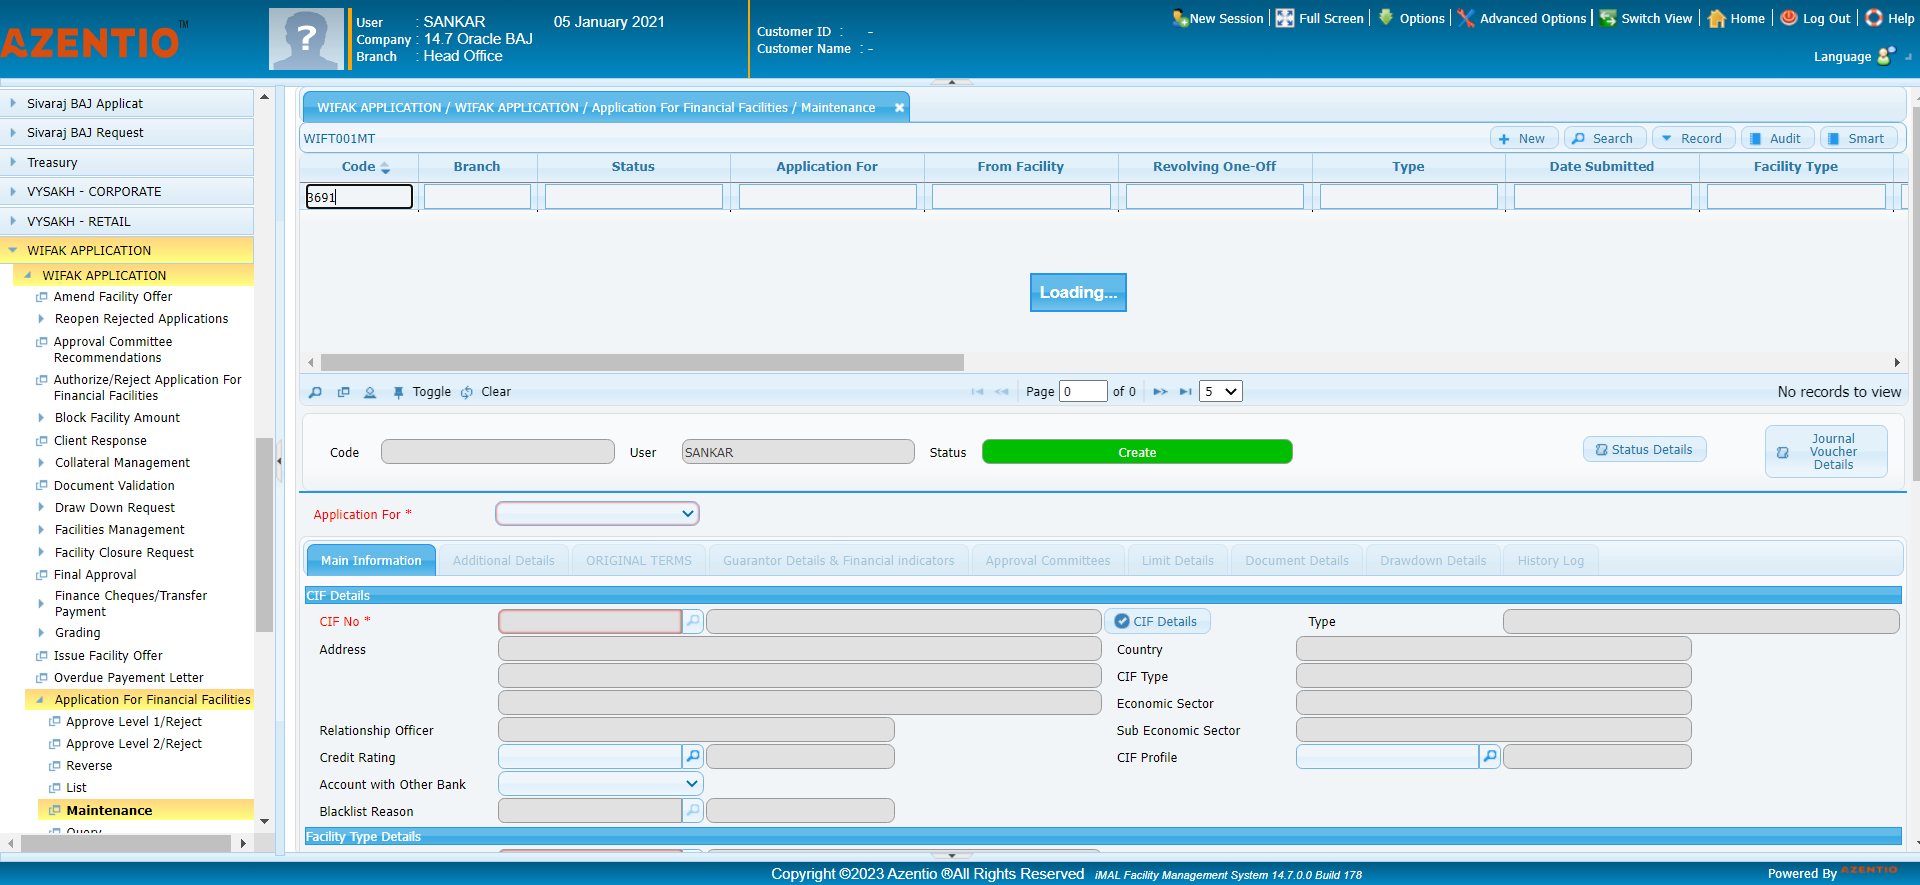 AZENTIO™
User : SANKAR
Company : 14.7 Oracle BAJ
Branch : Head Office
05 January 2021
Customer ID : -
Customer Name : -
New Session
Full Screen
Options
Advanced Options
Switch View
Home
Log Out
Help
Language
Sivaraj BAJ Applicat
Sivaraj BAJ Request
Treasury
VYSAKH - CORPORATE
VYSAKH - RETAIL
WIFAK APPLICATION
WIFAK APPLICATION
Amend Facility Offer
Reopen Rejected Applications
Approval Committee
Recommendations
Authorize/Reject Application For
Financial Facilities
Block Facility Amount
Client Response
Collateral Management
Document Validation
Draw Down Request
Facilities Management
Facility Closure Request
Final Approval
Finance Cheques/Transfer
Payment
Grading
Issue Facility Offer
Overdue Payement Letter
Application For Financial Facilities
Approve Level 1/Reject
Approve Level 2/Reject
Reverse
List
Maintenance
Query
WIFAK APPLICATION / WIFAK APPLICATION / Application For Financial Facilities / Maintenance
WIFT001MT
New
Search
Record
Audit
Smart
Code Branch Status Application For From Facility Revolving One-Off Type Date Submitted Facility Type
3691
Loading...
Toggle Clear
Page 0 of 0
5
No records to view
Code
User SANKAR
Status Create
Status Details
Journal
Voucher
Details
Application For *
Main Information
Additional Details
ORIGINAL TERMS
Guarantor Details & Financial indicators
Approval Committees
Limit Details
Document Details
Drawdown Details
History Log
CIF Details
CIF No *
CIF Details
Type
Address
Country
CIF Type
Economic Sector
Relationship Officer
Sub Economic Sector
Credit Rating
CIF Profile
Account with Other Bank
Blacklist Reason
Facility Type Details
Copyright ©2023 Azentio ®All Rights Reserved iMAL Facility Management System 14.7.0.0 Build 178
Powered By AZENTIO